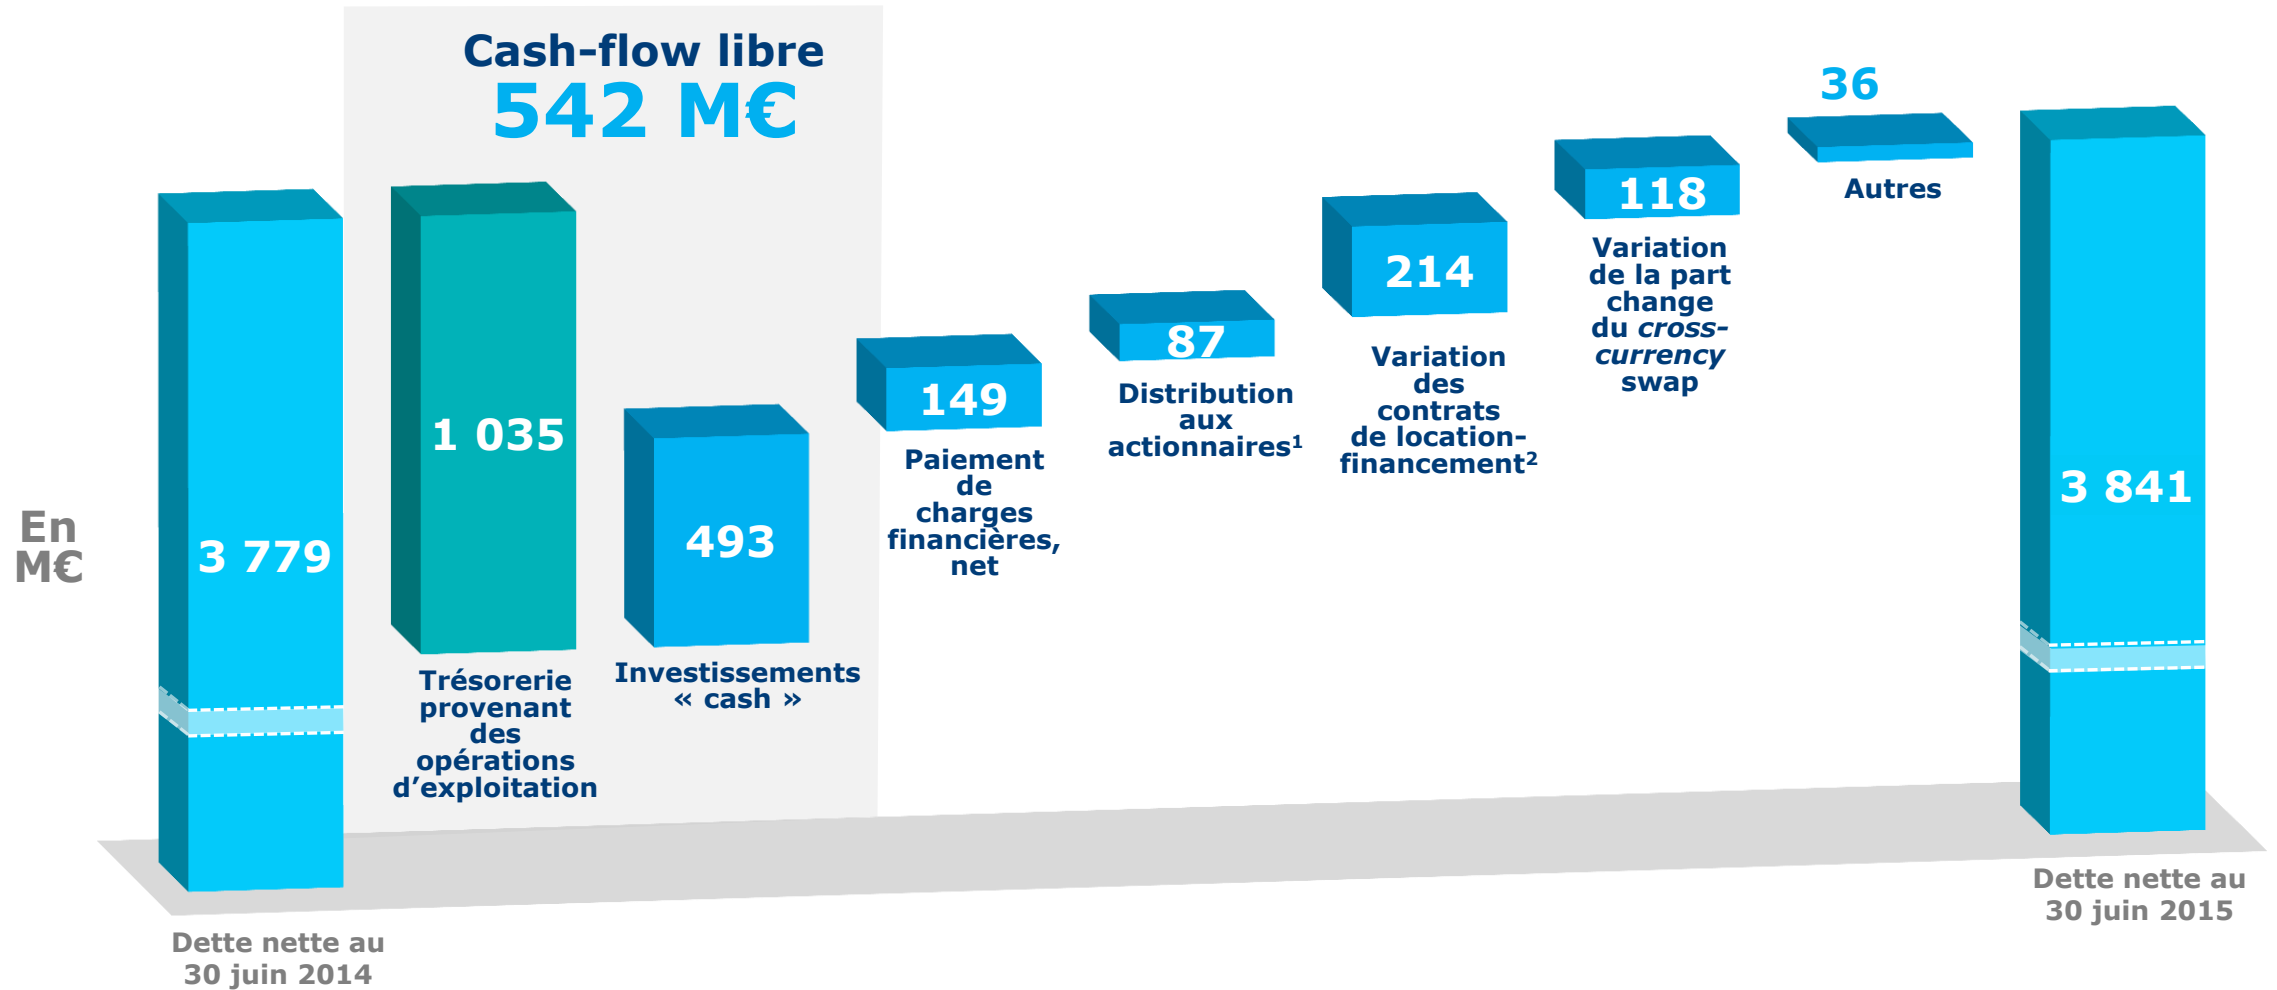 Cash-flow libre
542 M€
En
M€
3 779
Dette nette au
30 juin 2014
1 035
Trésorerie
provenant
des
opérations
d’exploitation
493
Investissements
« cash »
149
Paiement
de
charges
financières,
net
87
Distribution
aux
actionnaires¹
214
Variation
des
contrats
de location-
financement²
118
Variation
de la part
change
du cross-
currency
swap
36
Autres
3 841
Dette nette au
30 juin 2015